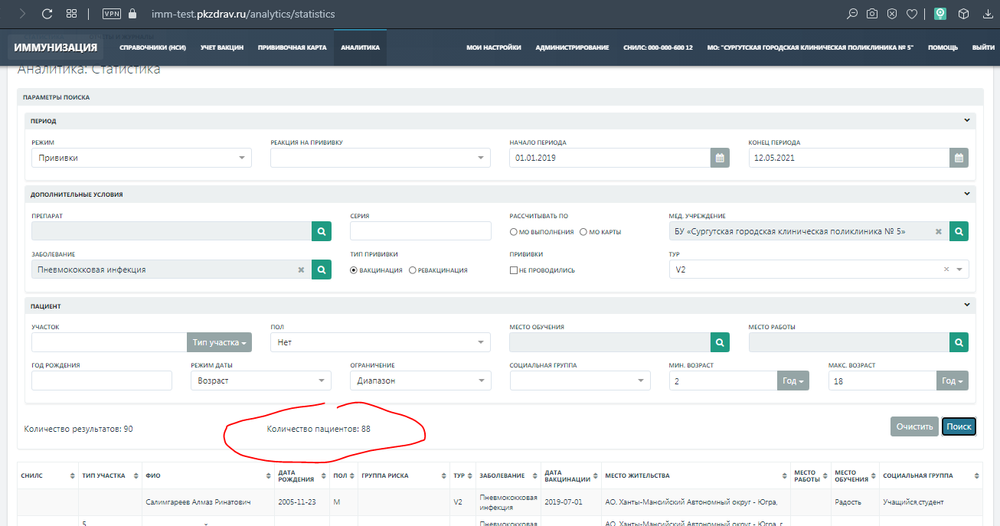 VPN imm-test.pkzdrav.ru/analytics/statistics
ИММУНИЗАЦИЯ СПРАВОЧНИКИ (НСИ) УЧЕТ ВАКЦИН ПРИВИВОЧНАЯ КАРТА АНАЛИТИКА МОИ НАСТРОЙКИ АДМИНИСТРИРОВАНИЕ СНИЛС: 000-000-600 12 МО: "СУРГУТСКАЯ ГОРОДСКАЯ КЛИНИЧЕСКАЯ ПОЛИКЛИНИКА № 5" ПОМОЩЬ ВЫЙТИ
Аналитика: Статистика
ПАРАМЕТРЫ ПОИСКА
ПЕРИОД
РЕЖИМ РЕАКЦИЯ НА ПРИВИВКУ НАЧАЛО ПЕРИОДА КОНЕЦ ПЕРИОДА
Прививки 01.01.2019 12.05.2021
ДОПОЛНИТЕЛЬНЫЕ УСЛОВИЯ
ПРЕПАРАТ СЕРИЯ РАССЧИТЫВАТЬ ПО МЕД. УЧРЕЖДЕНИЕ
МО ВЫПОЛНЕНИЯ МО КАРТЫ БУ «Сургутская городская клиническая поликлиника № 5»
ЗАБОЛЕВАНИЕ ТИП ПРИВИВКИ ПРИВИВКИ ТУР
Пневмококковая инфекция ВАКЦИНАЦИЯ РЕВАКЦИНАЦИЯ НЕ ПРОВОДИЛИСЬ V2
ПАЦИЕНТ
УЧАСТОК ПОЛ МЕСТО ОБУЧЕНИЯ МЕСТО РАБОТЫ
Тип участка Нет
ГОД РОЖДЕНИЯ РЕЖИМ ДАТЫ ОГРАНИЧЕНИЕ СОЦИАЛЬНАЯ ГРУППА МИН. ВОЗРАСТ МАКС. ВОЗРАСТ
Возраст Диапазон 2 Год 18 Год
Количество результатов: 90 Количество пациентов: 88 Очистить Поиск
СНИЛС ТИП УЧАСТКА ФИО ДАТА РОЖДЕНИЯ ПОЛ ГРУППА РИСКА ТУР ЗАБОЛЕВАНИЕ ДАТА ВАКЦИНАЦИИ МЕСТО ЖИТЕЛЬСТВА МЕСТО РАБОТЫ МЕСТО ОБУЧЕНИЯ СОЦИАЛЬНАЯ ГРУППА
Салимгареев Алмаз Ринатович 2005-11-23 М V2 Пневмококковая инфекция 2019-07-01 АО. Ханты-Мансийский Автономный округ - Югра, Радость Учащийся,студент
5 Пневмококковая АО. Ханты-Мансийский Автономный округ - Югра, г